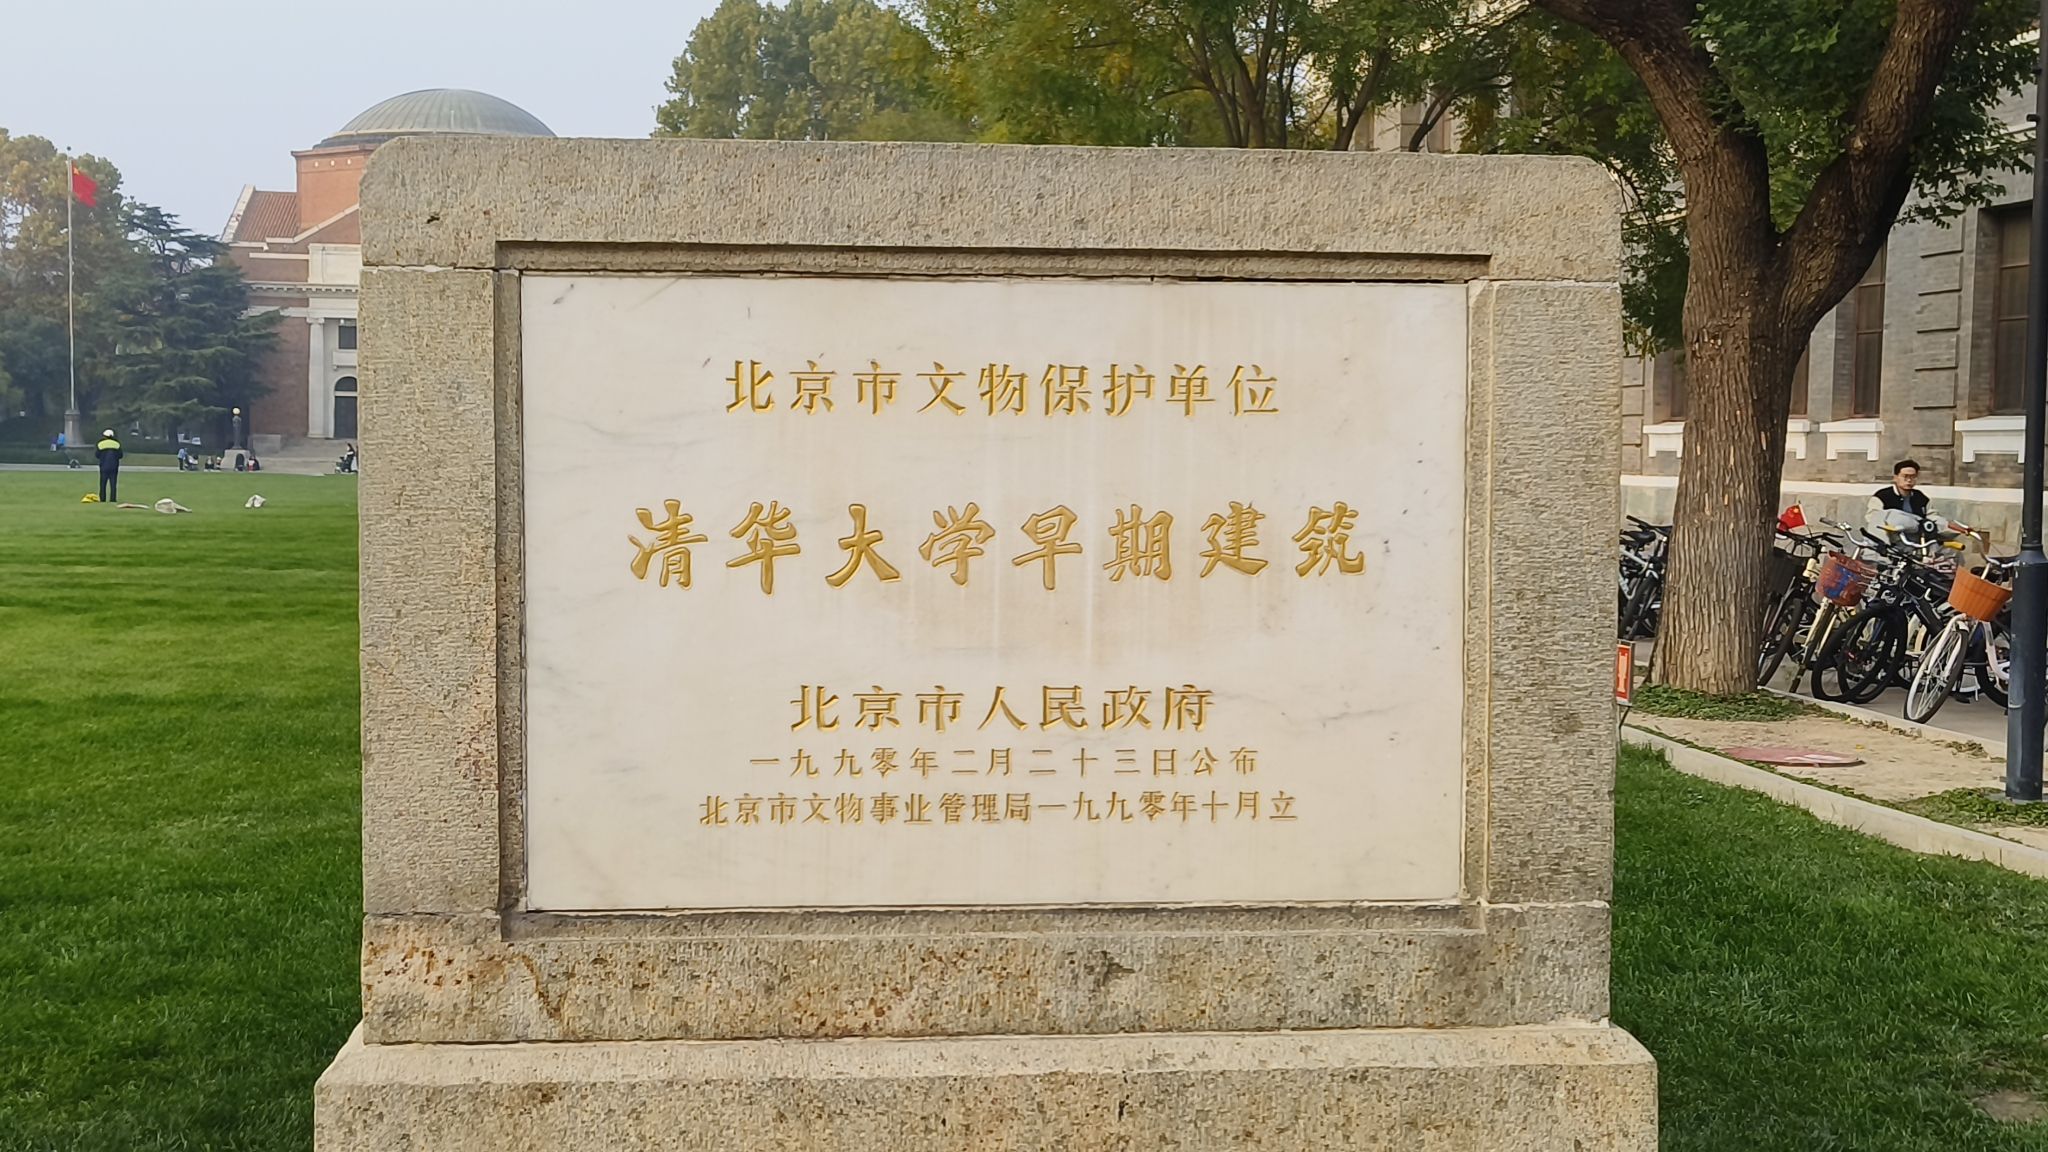 北京市文物保护单位
清华大学早期建筑
北京市人民政府
一九九零年二月二十三日公布
北京市文物事业管理局一九九零年十月立